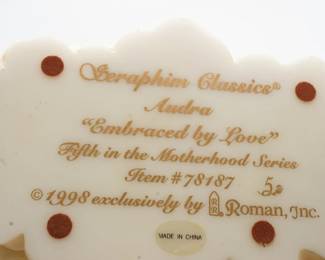 Seraphim Classics®
Audra
"Embraced by Love"
Fifth in the Motherhood Series
Item #78187
© 1998 exclusively by Roman, Inc.
MADE IN CHINA